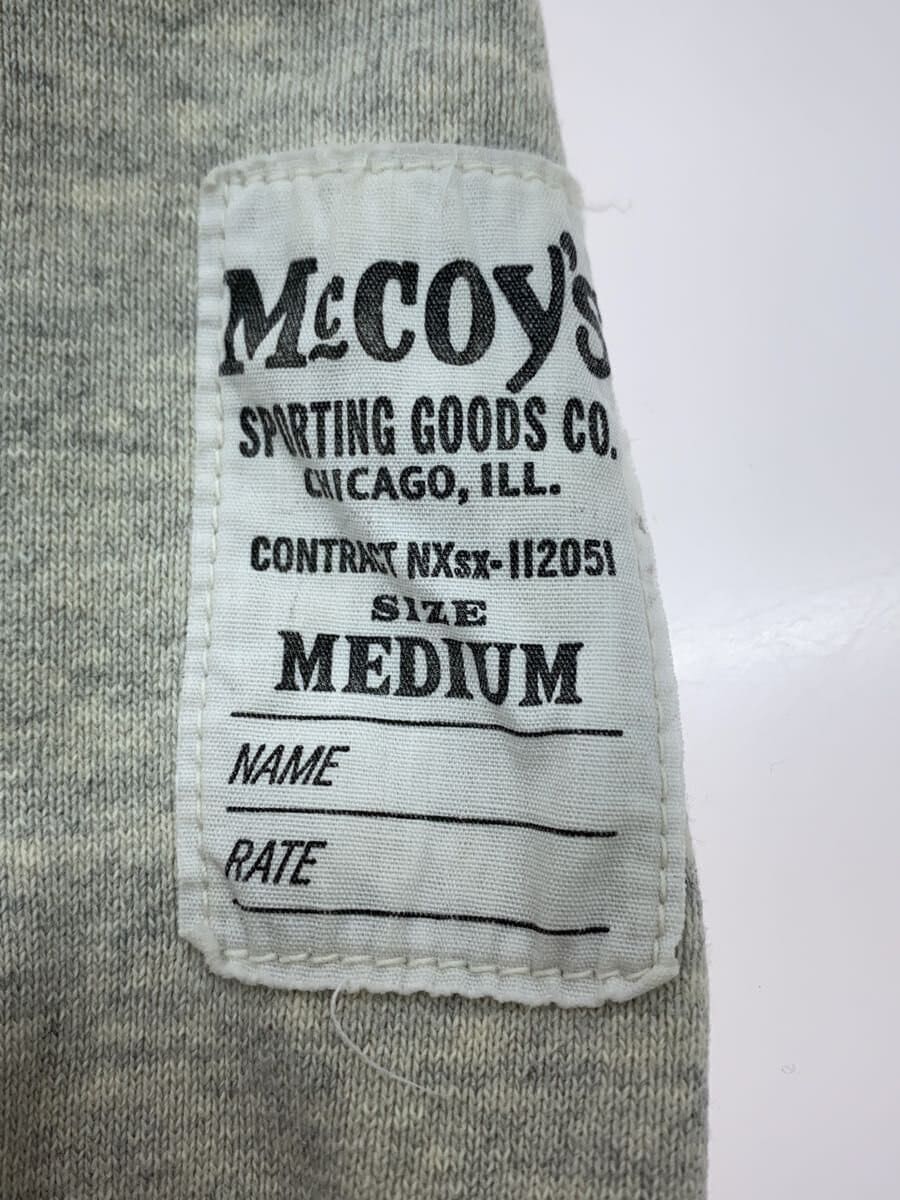 McCOY's
SPORTING GOODS CO.
CHICAGO, ILL.
CONTRACT NXsx-112051
SIZE
MEDIUM
NAME
RATE